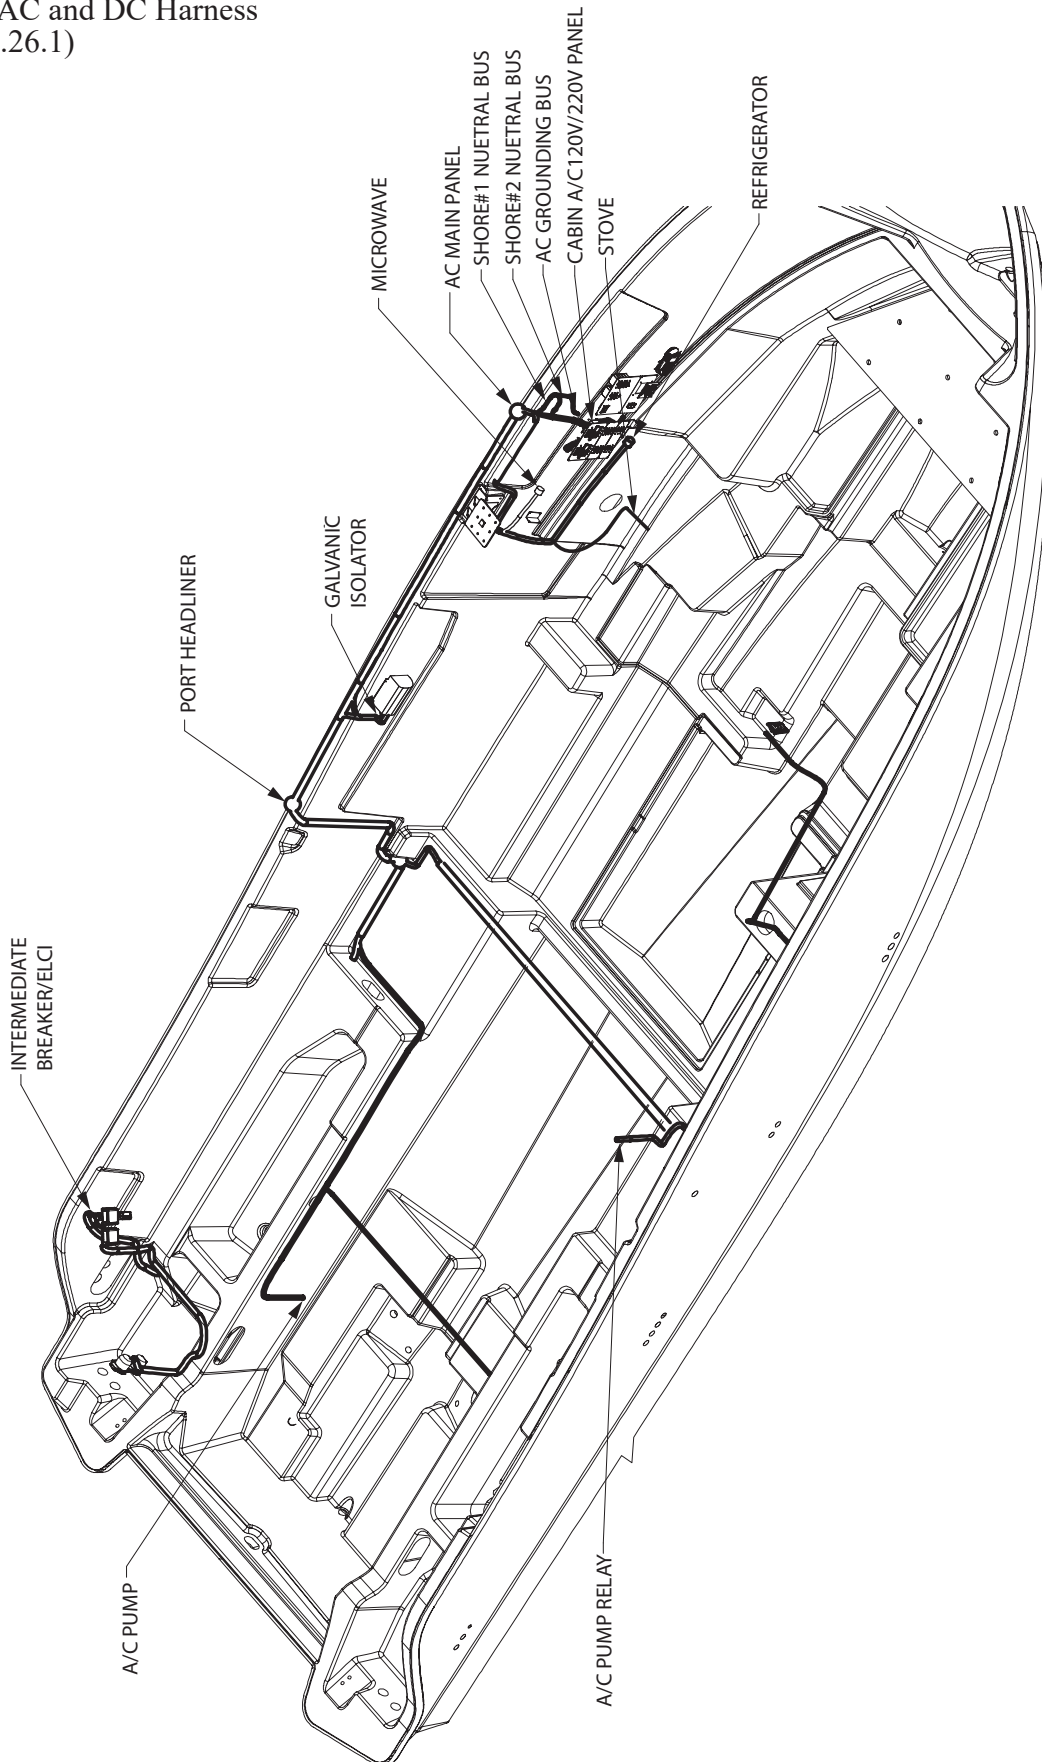 AC and DC Harness
.26.1)
INTERMEDIATE
BREAKER/ELCI
PORT HEADLINER
GALVANIC
ISOLATOR
MICROWAVE
AC MAIN PANEL
SHORE#1 NUETRAL BUS
SHORE#2 NUETRAL BUS
AC GROUNDING BUS
CABIN A/C120V/220V PANEL
STOVE
REFRIGERATOR
A/C PUMP
A/C PUMP RELAY